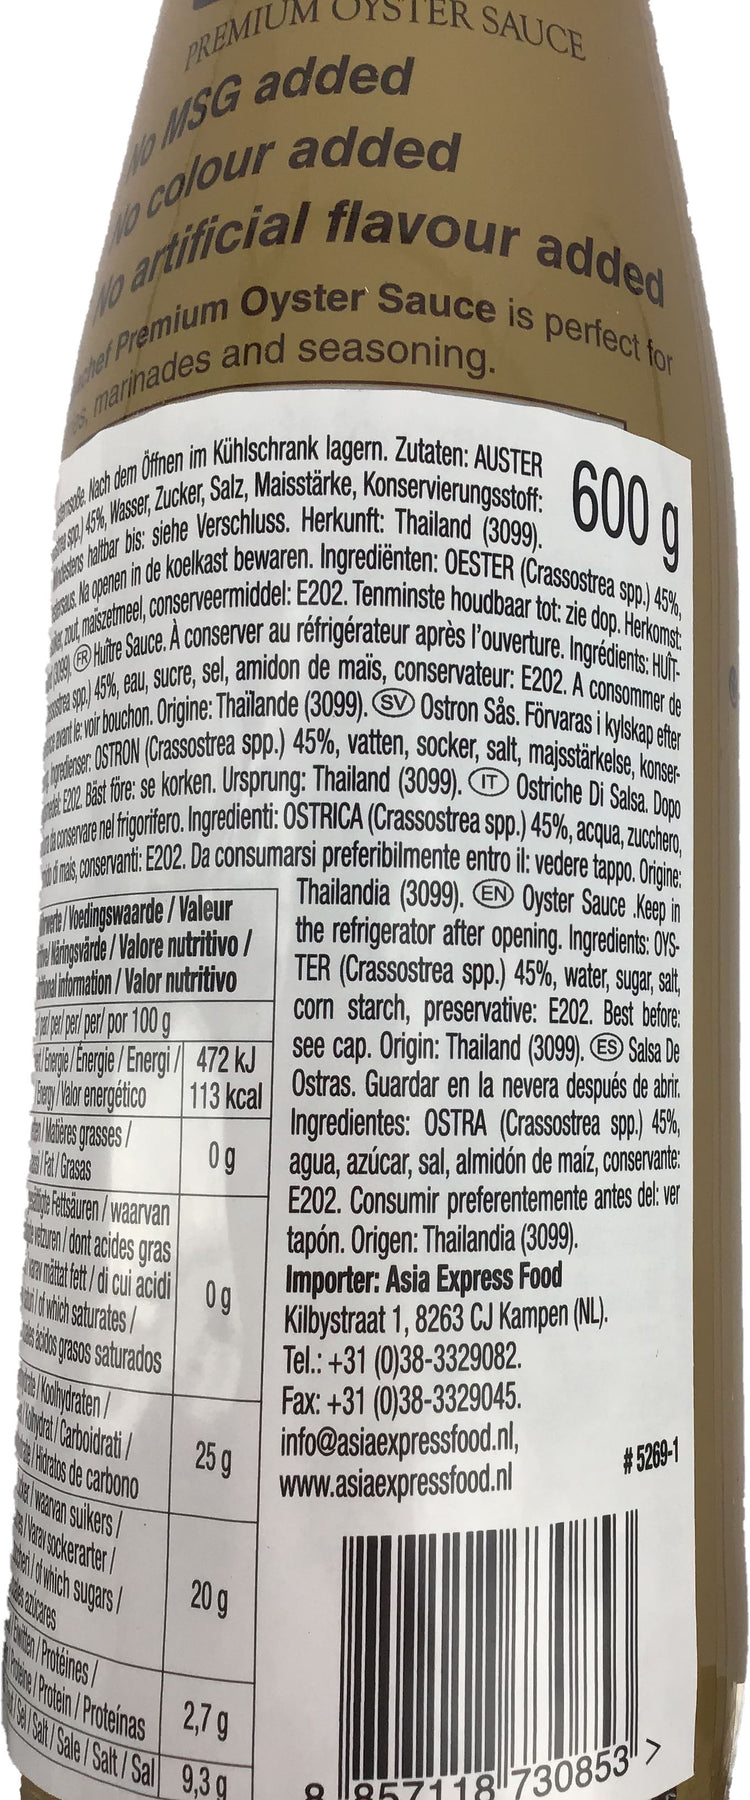 PREMIUM OYSTER SAUCE
No MSG added
No colour added
No artificial flavour added
Premium Oyster Sauce is perfect for
marinades and seasoning.
600 g
Nach dem Öffnen im Kühlschrank lagern. Zutaten: AUSTER
spp.) 45%, Wasser, Zucker, Salz, Maisstärke, Konservierungsstoff:
haltbar bis: siehe Verschluss. Herkunft: Thailand (3099).
Na openen in de koelkast bewaren. Ingrediënten: OESTER (Crassostrea spp.) 45%,
zout, maïszetmeel, conserveermiddel: E202. Tenminste houdbaar tot: zie dop. Herkomst:
(3099). FR Huître Sauce. À conserver au réfrigérateur après l'ouverture. Ingrédients: HUÎT-
spp.) 45%, eau, sucre, sel, amidon de maïs, conservateur: E202. A consommer de
avant le: voir bouchon. Origine: Thaïlande (3099). SV Ostron Sås. Förvaras i kylskap efter
Ingredienser: OSTRON (Crassostrea spp.) 45%, vatten, socker, salt, majsstärkelse, konser-
E202. Bäst före: se korken. Ursprung: Thailand (3099). IT Ostriche Di Salsa. Dopo
da conservare nel frigorifero. Ingredienti: OSTRICA (Crassostrea spp.) 45%, acqua, zucchero,
di mais, conservanti: E202. Da consumarsi preferibilmente entro il: vedere tappo. Origine:
Thailandia (3099). EN Oyster Sauce .Keep in
the refrigerator after opening. Ingredients: OYS-
TER (Crassostrea spp.) 45%, water, sugar, salt,
corn starch, preservative: E202. Best before:
see cap. Origin: Thailand (3099). ES Salsa De
Ostras. Guardar en la nevera después de abrir.
Ingredientes: OSTRA (Crassostrea spp.) 45%,
agua, azúcar, sal, almidón de maíz, conservante:
E202. Consumir preferentemente antes del: ver
tapón. Origen: Thailandia (3099).
Importer: Asia Express Food
Kilbystraat 1, 8263 CJ Kampen (NL).
Tel.: +31 (0)38-3329082.
Fax: +31 (0)38-3329045.
info@asiaexpressfood.nl,
www.asiaexpressfood.nl
# 5269-1
/ Voedingswaarde / Valeur
/ Näringsvärde / Valore nutritivo /
information / Valor nutritivo
per/ per/ per/ por 100 g
/ Energie / Énergie / Energi / 472 kJ
Energy / Valor energético 113 kcal
/ Matières grasses /
/ Fat / Grasas 0 g
Fettsäuren / waarvan
vetzuren / dont acides gras
varav mättat fett / di cui acidi
/ of which saturates / 0 g
ácidos grasos saturados
/ Koolhydraten /
Kolhydrat / Carboidrati /
/ Hidratos de carbono 25 g
/ waarvan suikers /
/ Varav sockerarter /
/ of which sugars / 20 g
azúcares
Eiwitten / Protéines /
/ Protein / Proteínas 2,7 g
/ Sel / Salt / Sale / Salt / Sal 9,3 g
8 857118 730853 >